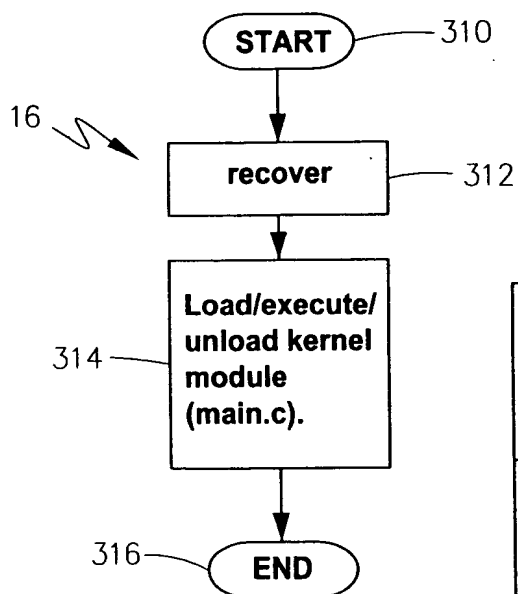 START
310
16
recover
312
Load/execute/
unload kernel
module
(main.c).
314
316
END